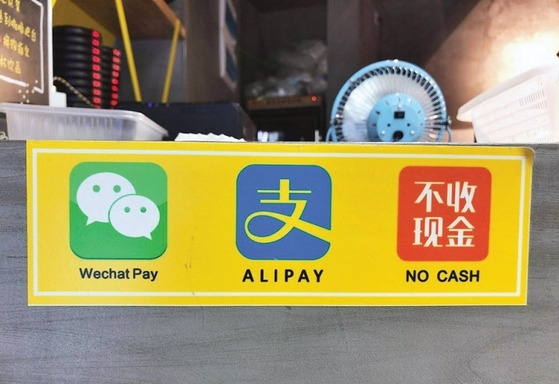 支
不收
现金
Wechat Pay
ALIPAY
NO CASH